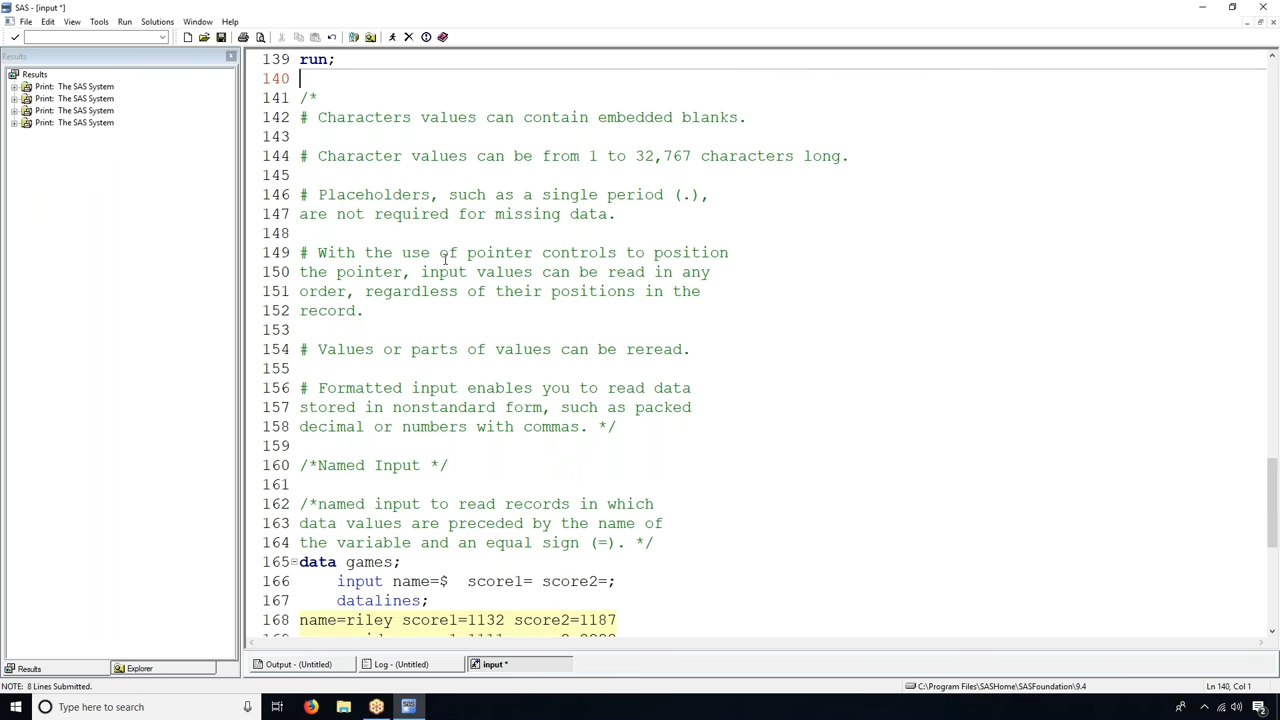 SAS - [input *]
File Edit View Tools Run Solutions Window Help
Results
Results
Print: The SAS System
Print: The SAS System
Print: The SAS System
Print: The SAS System
139 run;
140
141 /*
142 # Characters values can contain embedded blanks.
143
144 # Character values can be from 1 to 32,767 characters long.
145
146 # Placeholders, such as a single period (.),
147 are not required for missing data.
148
149 # With the use of pointer controls to position
150 the pointer, input values can be read in any
151 order, regardless of their positions in the
152 record.
153
154 # Values or parts of values can be reread.
155
156 # Formatted input enables you to read data
157 stored in nonstandard form, such as packed
158 decimal or numbers with commas. */
159
160 /*Named Input */
161
162 /*named input to read records in which
163 data values are preceded by the name of
164 the variable and an equal sign (=). */
165 data games;
166 input name=$ score1= score2=;
167 datalines;
168 name=riley score1=1132 score2=1187
Results Explorer
Output - (Untitled) Log - (Untitled) input *
NOTE: 8 Lines Submitted.
C:\Program Files\SASHome\SASFoundation\9.4
Ln 140, Col 1
Type here to search